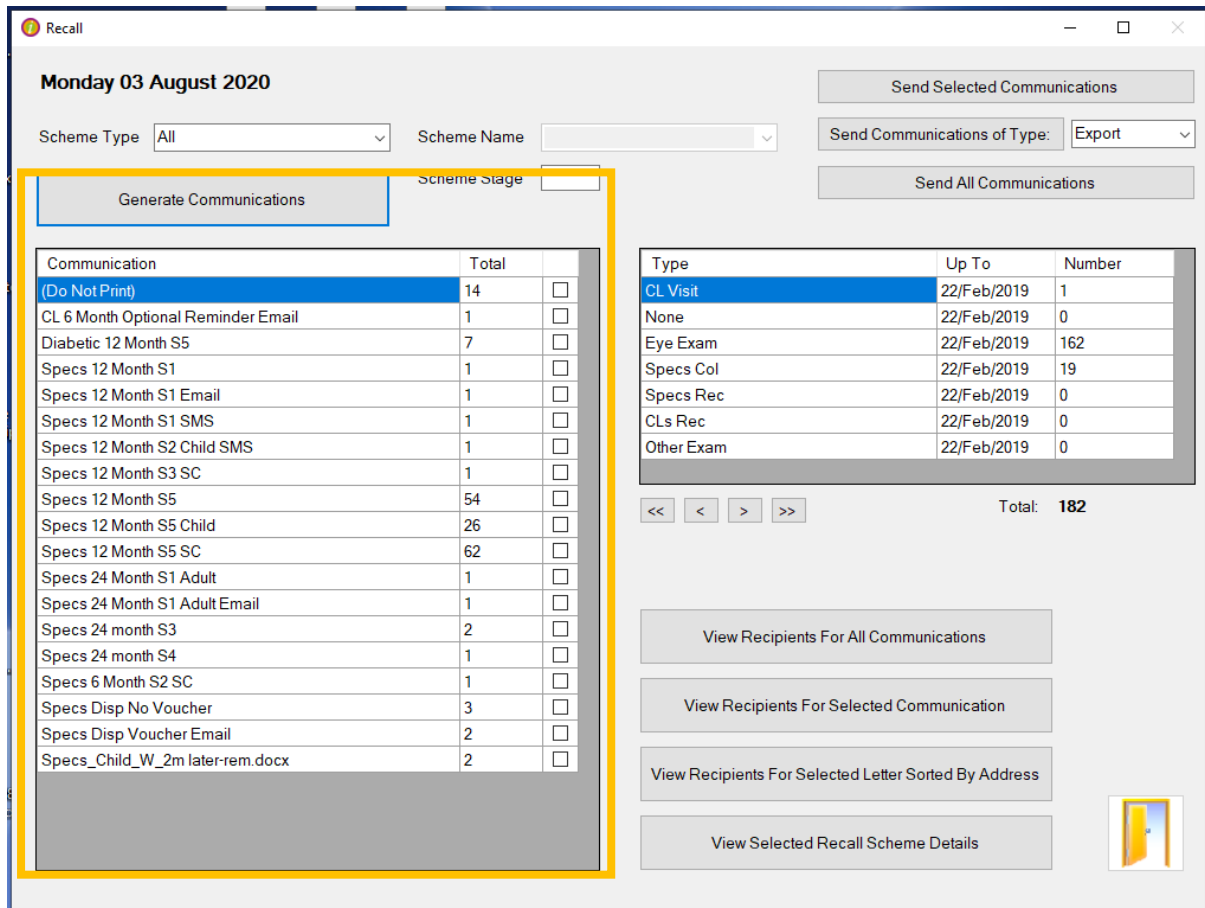 Recall
Monday 03 August 2020
Send Selected Communications
Scheme Type All Scheme Name Send Communications of Type: Export
Scheme Stage Send All Communications
Generate Communications
Communication Total
(Do Not Print) 14
CL 6 Month Optional Reminder Email 1
Diabetic 12 Month S5 7
Specs 12 Month S1 1
Specs 12 Month S1 Email 1
Specs 12 Month S1 SMS 1
Specs 12 Month S2 Child SMS 1
Specs 12 Month S3 SC 1
Specs 12 Month S5 54
Specs 12 Month S5 Child 26
Specs 12 Month S5 SC 62
Specs 24 Month S1 Adult 1
Specs 24 Month S1 Adult Email 1
Specs 24 month S3 2
Specs 24 month S4 1
Specs 6 Month S2 SC 1
Specs Disp No Voucher 3
Specs Disp Voucher Email 2
Specs_Child_W_2m later-rem.docx 2
Type Up To Number
CL Visit 22/Feb/2019 1
None 22/Feb/2019 0
Eye Exam 22/Feb/2019 162
Specs Col 22/Feb/2019 19
Specs Rec 22/Feb/2019 0
CLs Rec 22/Feb/2019 0
Other Exam 22/Feb/2019 0
<< < > >> Total: 182
View Recipients For All Communications
View Recipients For Selected Communication
View Recipients For Selected Letter Sorted By Address
View Selected Recall Scheme Details